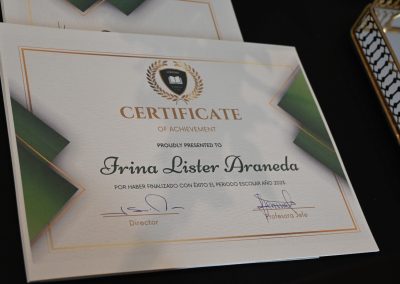 CERTIFICATE
OF ACHIEVEMENT
PROUDLY PRESENTED TO
Irina Lister Araneda
POR HABER FINALIZADO CON ÉXITO EL PERIODO ESCOLAR AÑO 2023.
Director
Profesora Jefe